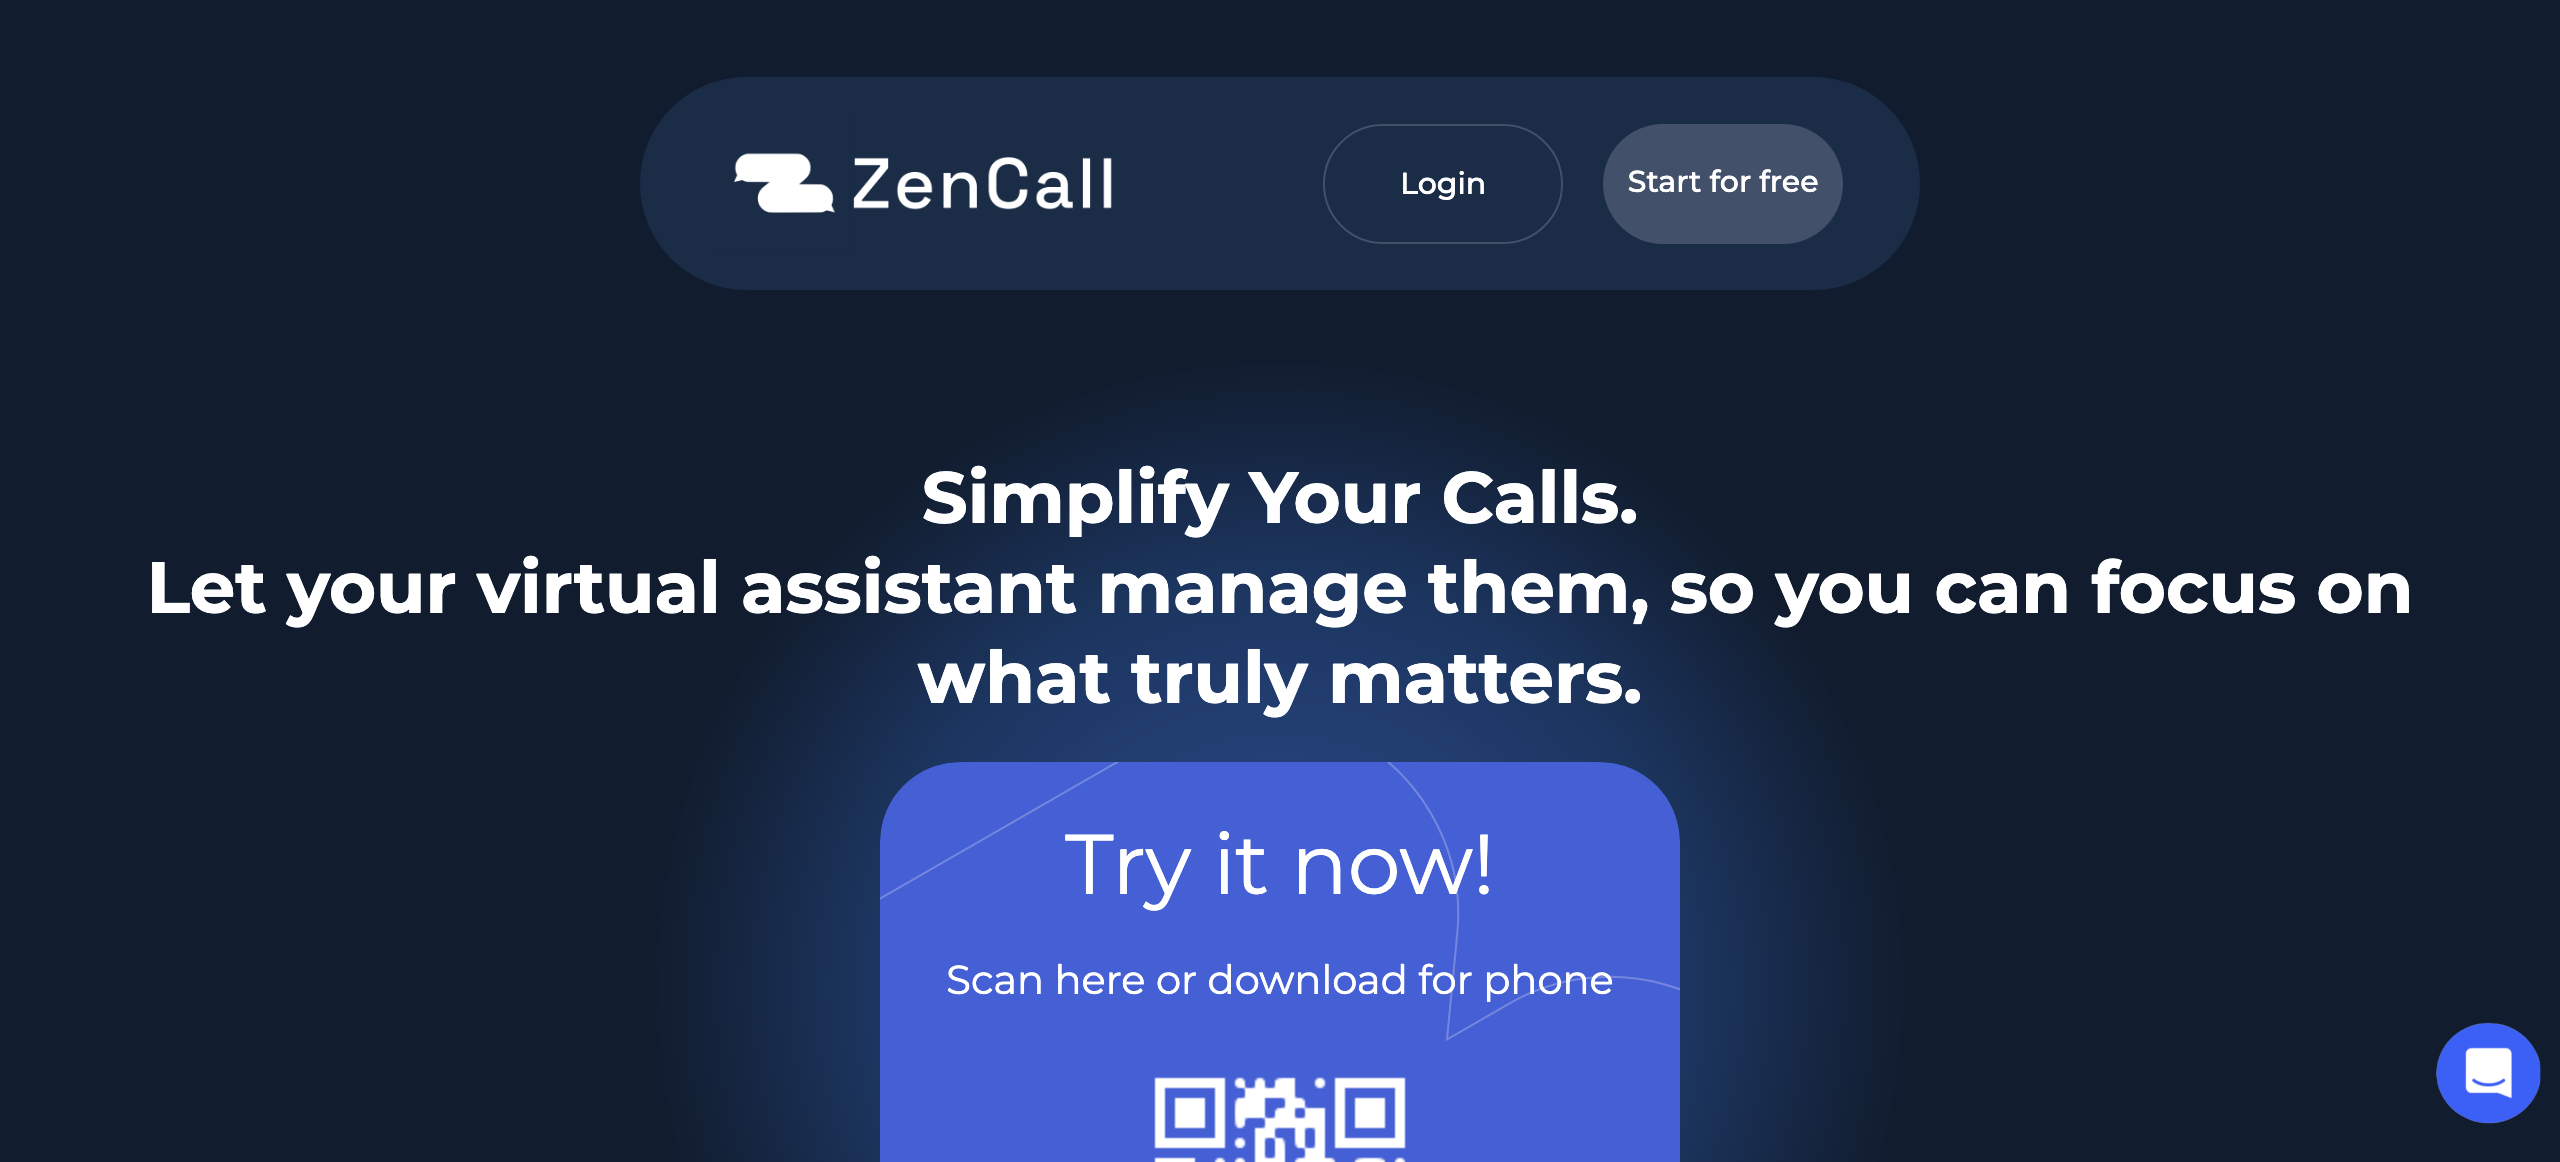 ZenCall
Login
Start for free
Simplify Your Calls.
Let your virtual assistant manage them, so you can focus on
what truly matters.
Try it now!
Scan here or download for phone